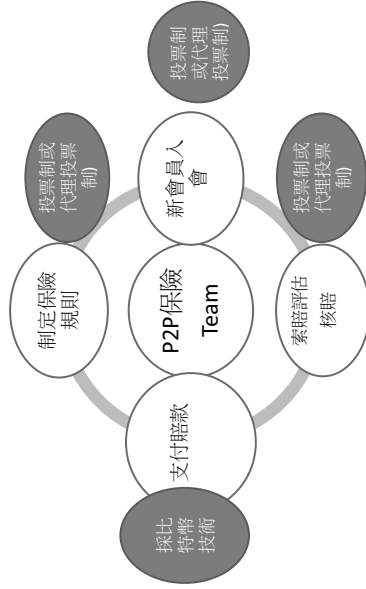 制定保險
規則
投票制或
代理投票
制)
新會員入
會
投票制
或代理
投票制)
P2P保險
Team
支付賠款
採比
特幣
技術
索賠評估
核賠
投票制或
代理投票
制)